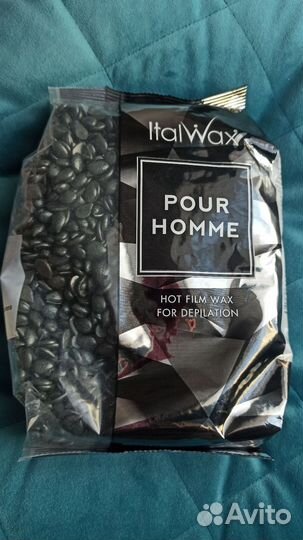 ItalWax
POUR
HOMME
HOT FILM WAX
FOR DEPILATION
Avito